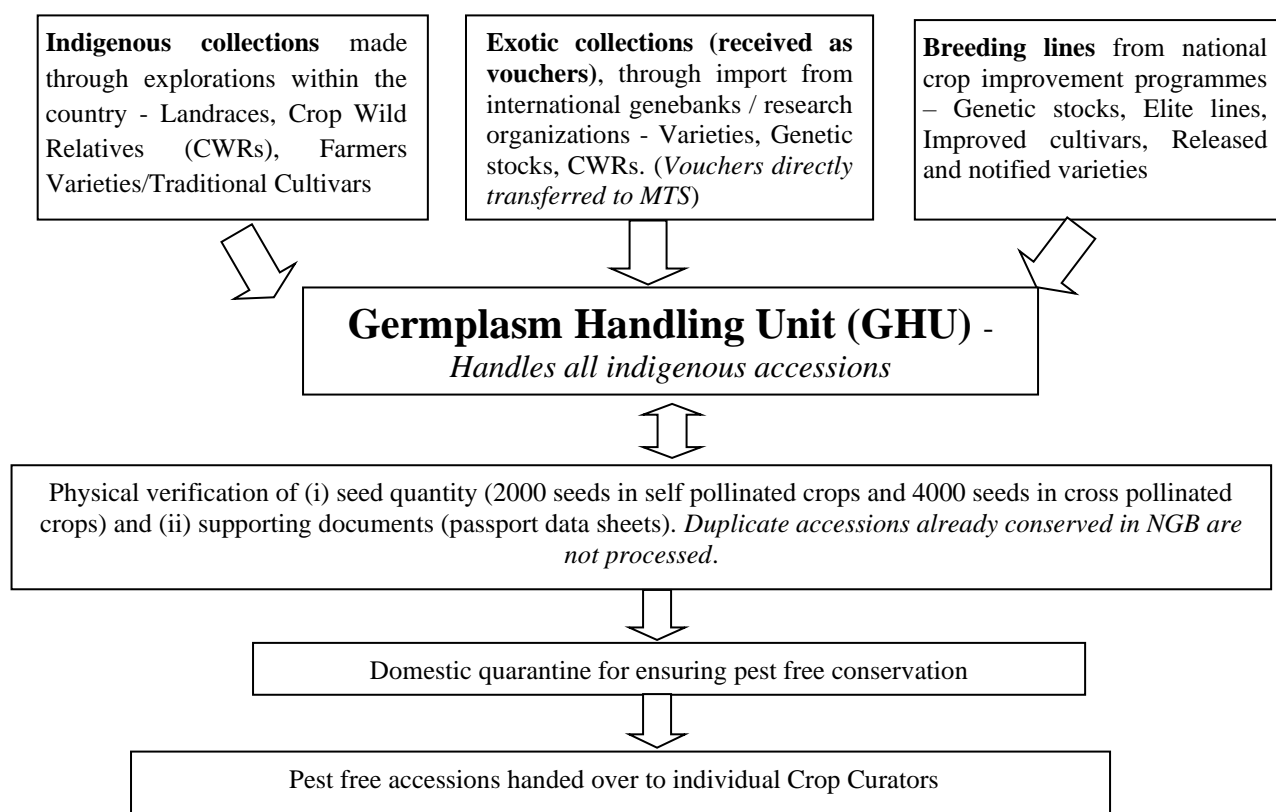 Indigenous collections made
through explorations within the
country - Landraces, Crop Wild
Relatives (CWRs), Farmers
Varieties/Traditional Cultivars
Exotic collections (received as
vouchers), through import from
international genebanks / research
organizations - Varieties, Genetic
stocks, CWRs. (Vouchers directly
transferred to MTS)
Breeding lines from national
crop improvement programmes
– Genetic stocks, Elite lines,
Improved cultivars, Released
and notified varieties
Germplasm Handling Unit (GHU) -
Handles all indigenous accessions
Physical verification of (i) seed quantity (2000 seeds in self pollinated crops and 4000 seeds in cross pollinated
crops) and (ii) supporting documents (passport data sheets). Duplicate accessions already conserved in NGB are
not processed.
Domestic quarantine for ensuring pest free conservation
Pest free accessions handed over to individual Crop Curators